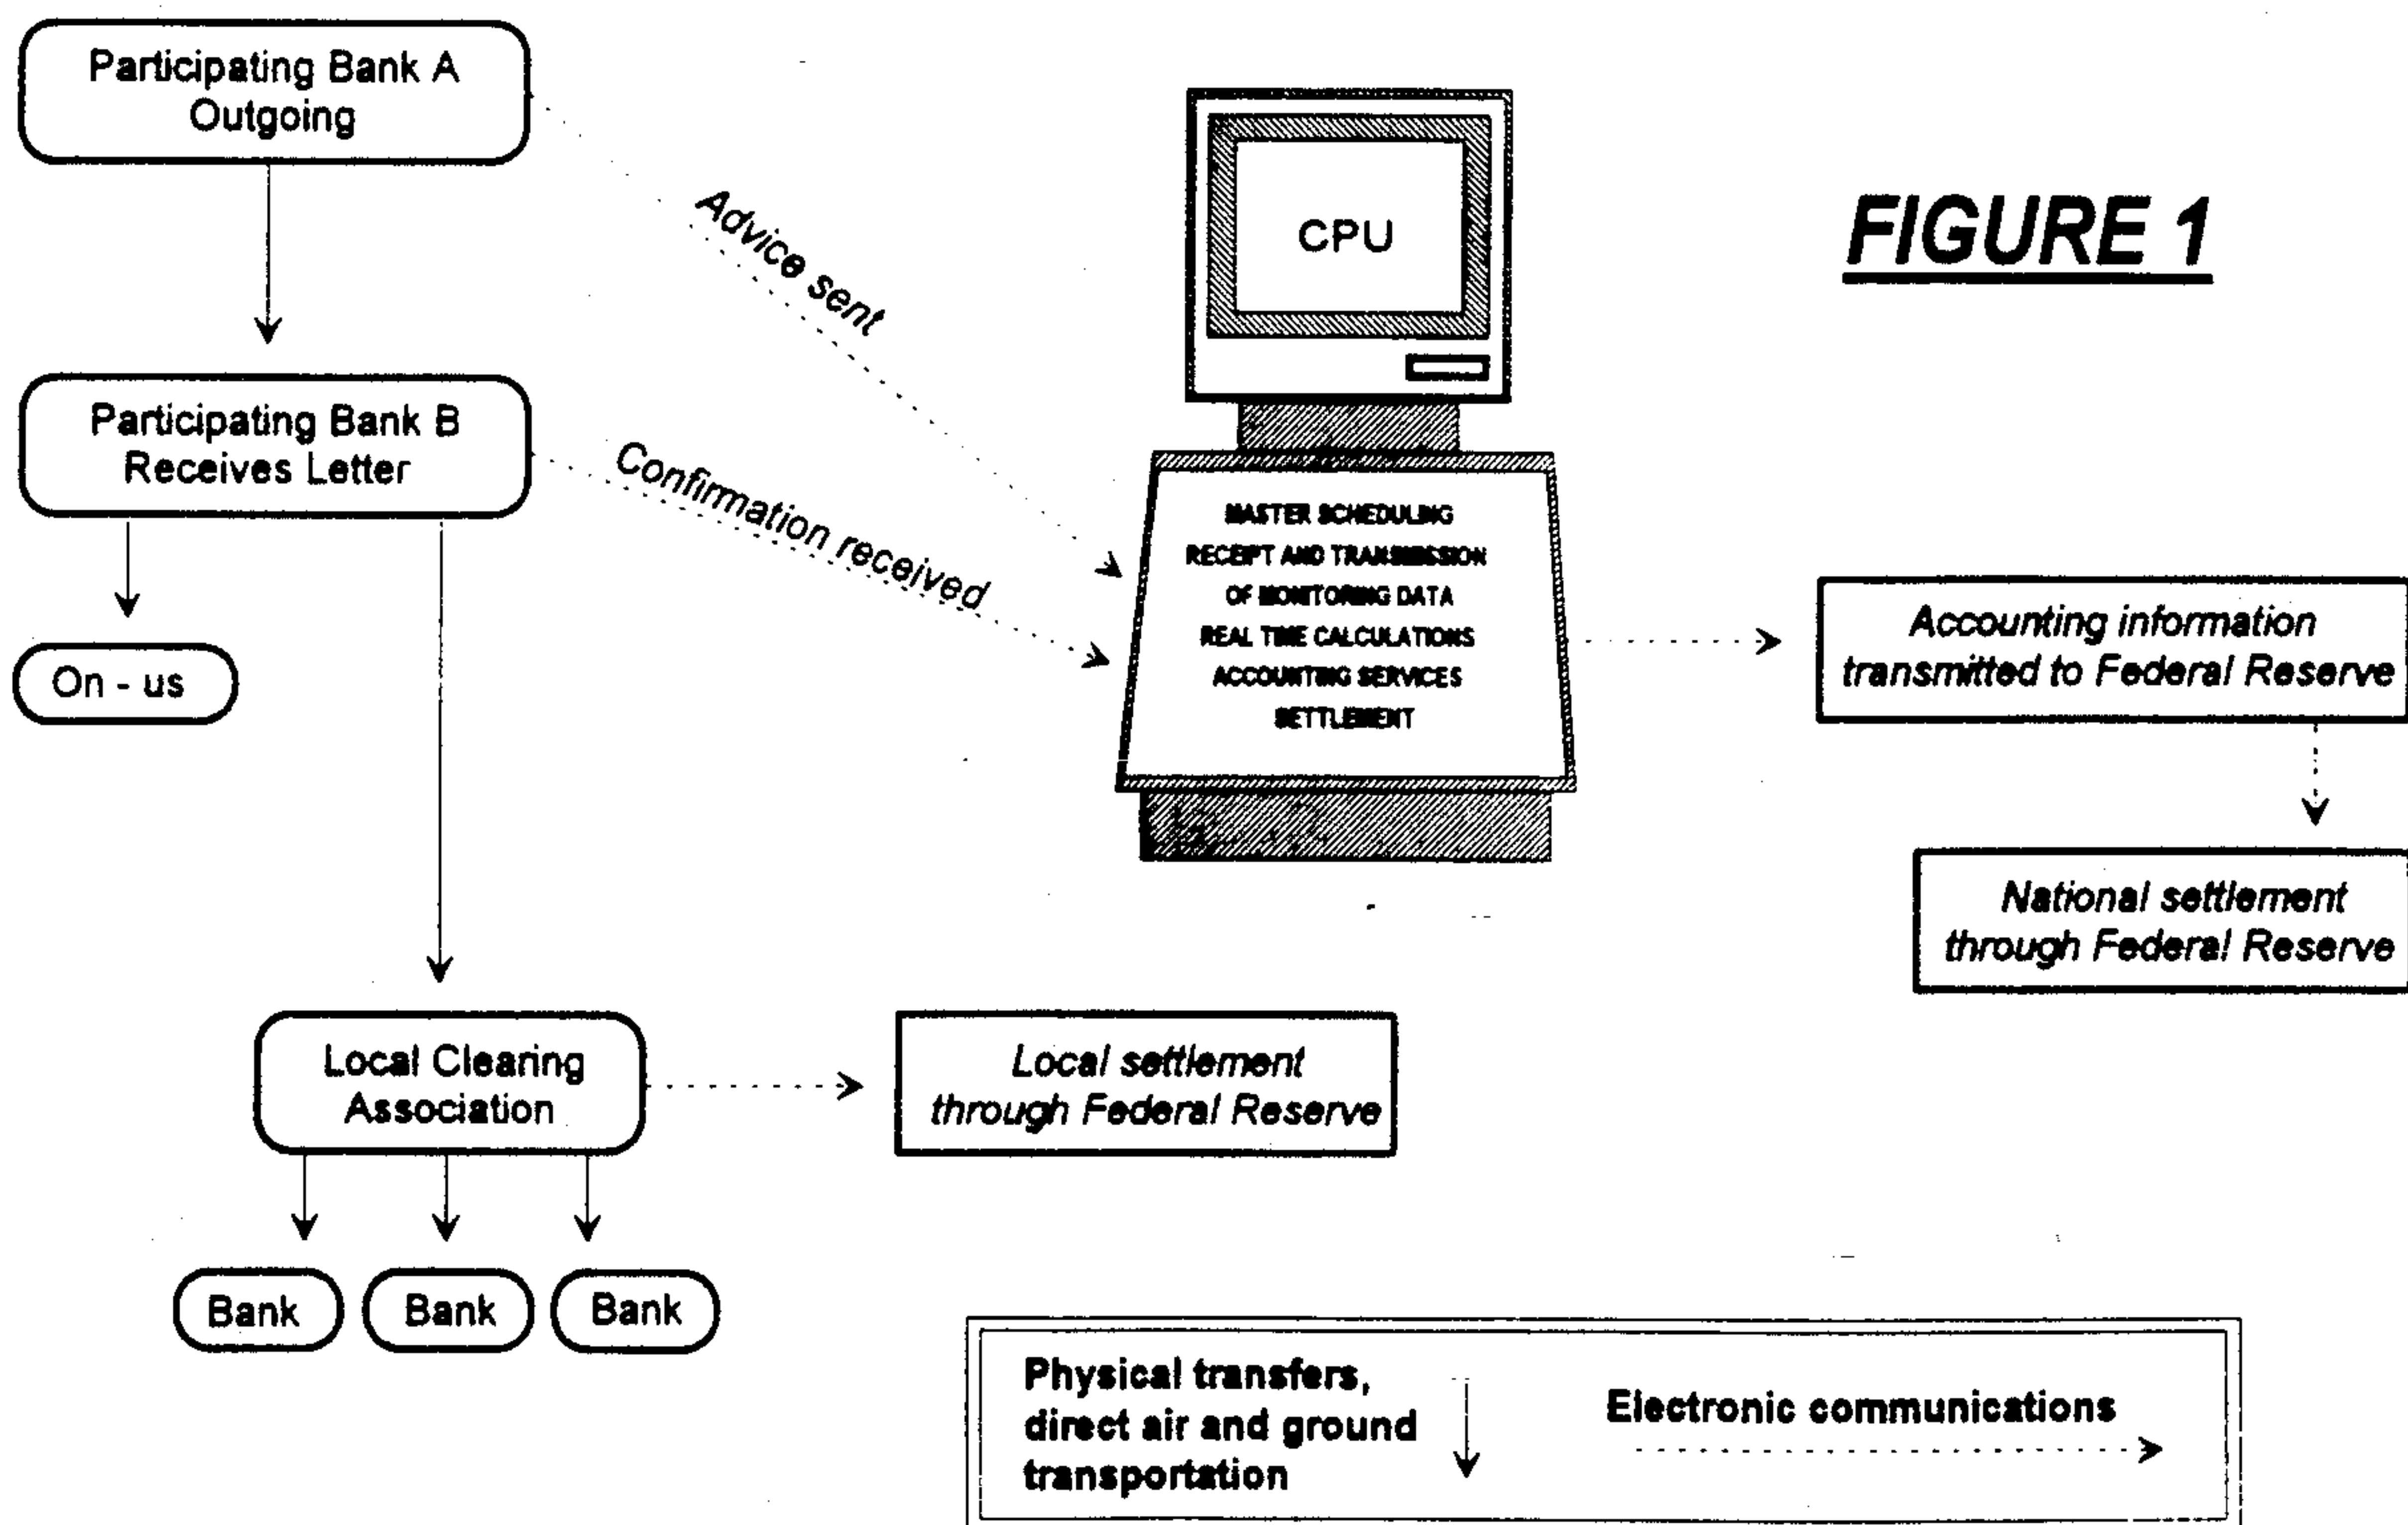 Participating Bank A
Outgoing
FIGURE 1
CPU
Advice sent
Participating Bank B
Receives Letter
Confirmation received
MASTER SCHEDULING
RECEIPT AND TRANSMISSION
OF MONITORING DATA
REAL TIME CALCULATIONS
ACCOUNTING SERVICES
SETTLEMENT
On - us
Accounting information
transmitted to Federal Reserve
National settlement
through Federal Reserve
Local Clearing
Association
Local settlement
through Federal Reserve
Bank
Bank
Bank
Physical transfers,
direct air and ground
transportation
Electronic communications